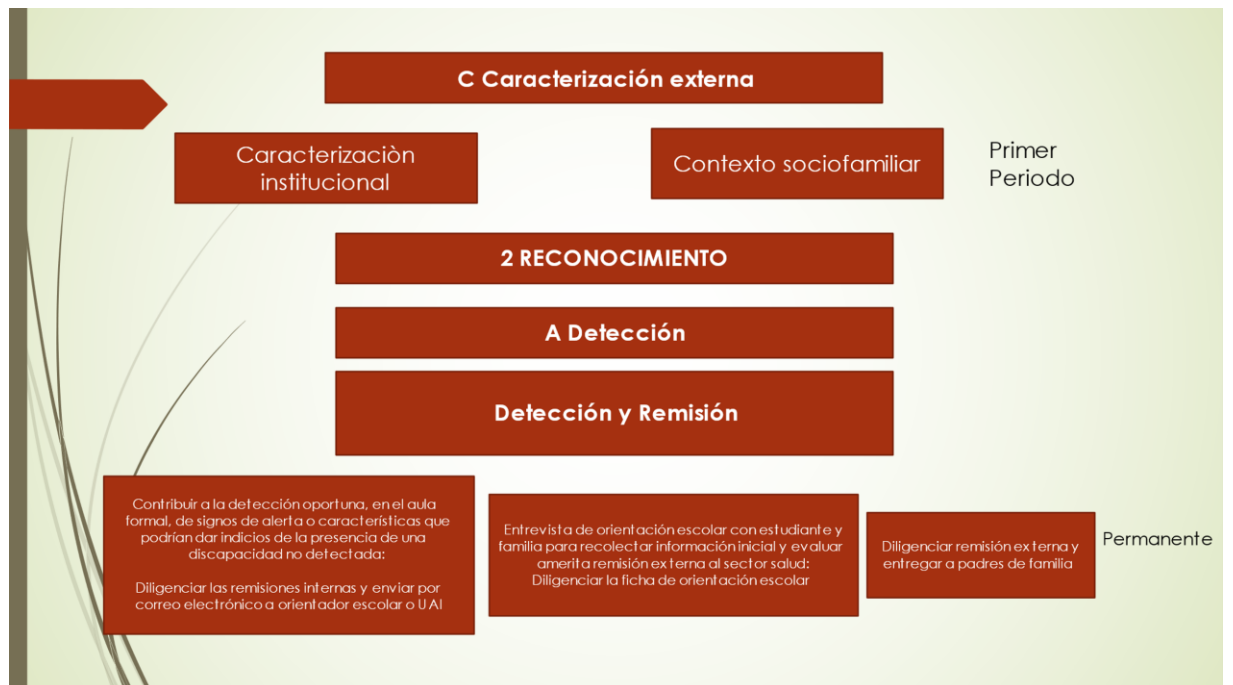 C Caracterización externa
Caracterizaciòn
institucional
Contexto sociofamiliar
Primer
Periodo
2 RECONOCIMIENTO
A Detección
Detección y Remisión
Contribuir a la detección oportuna, en el aula
formal, de signos de alerta o características que
podrían dar indicios de la presencia de una
discapacidad no detectada:
Diligenciar las remisiones internas y enviar por
correo electrónico a orientador escolar o UAI
Entrevista de orientación escolar con estudiante y
familia para recolectar información inicial y evaluar
amerita remisión externa al sector salud:
Diligenciar la ficha de orientación escolar
Diligenciar remisión externa y
entregar a padres de familia
Permanente